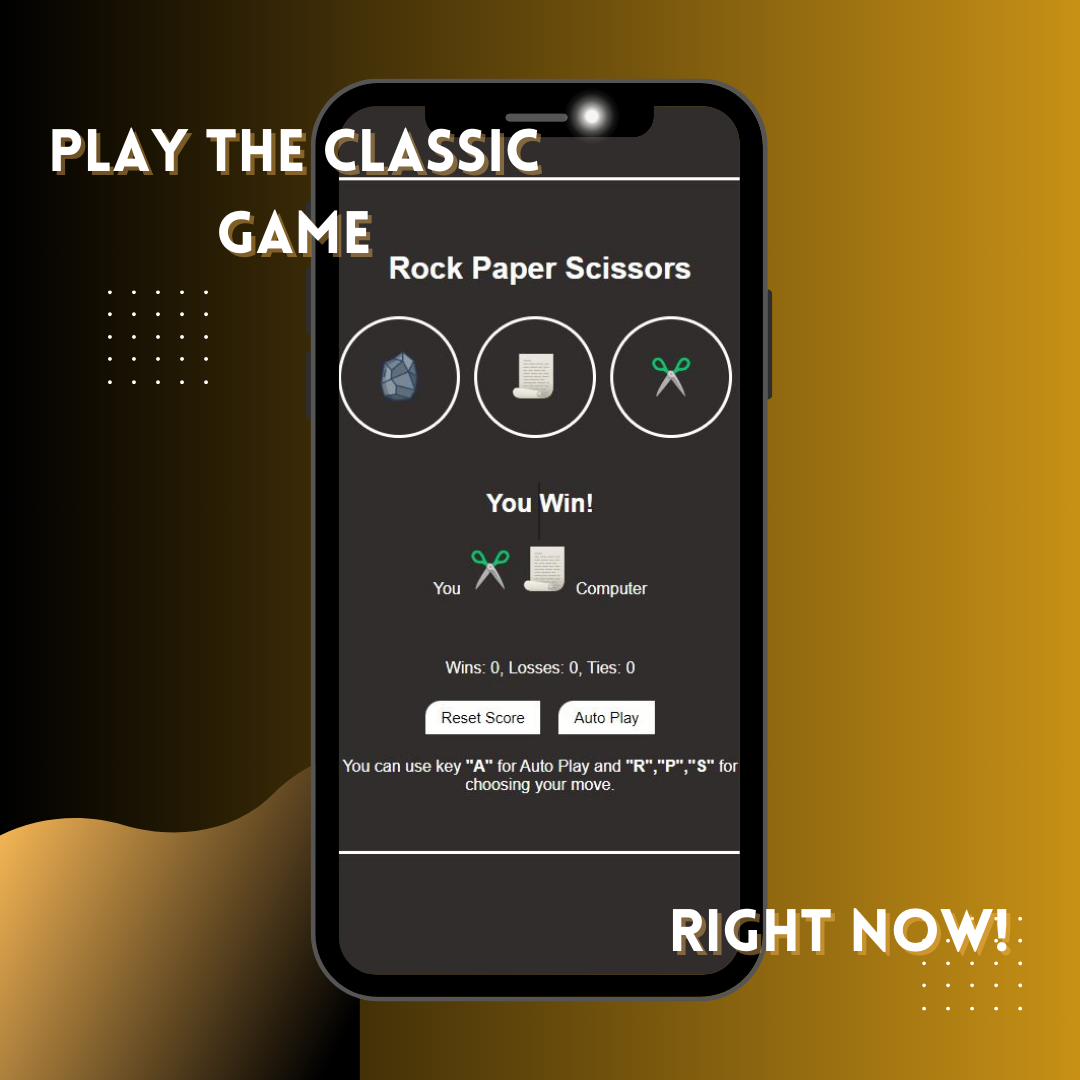 PLAY THE CLASSIC
GAME
Rock Paper Scissors
You Win!
You Computer
Wins: 0, Losses: 0, Ties: 0
Reset Score Auto Play
You can use key "A" for Auto Play and "R","P","S" for
choosing your move.
RIGHT NOW!